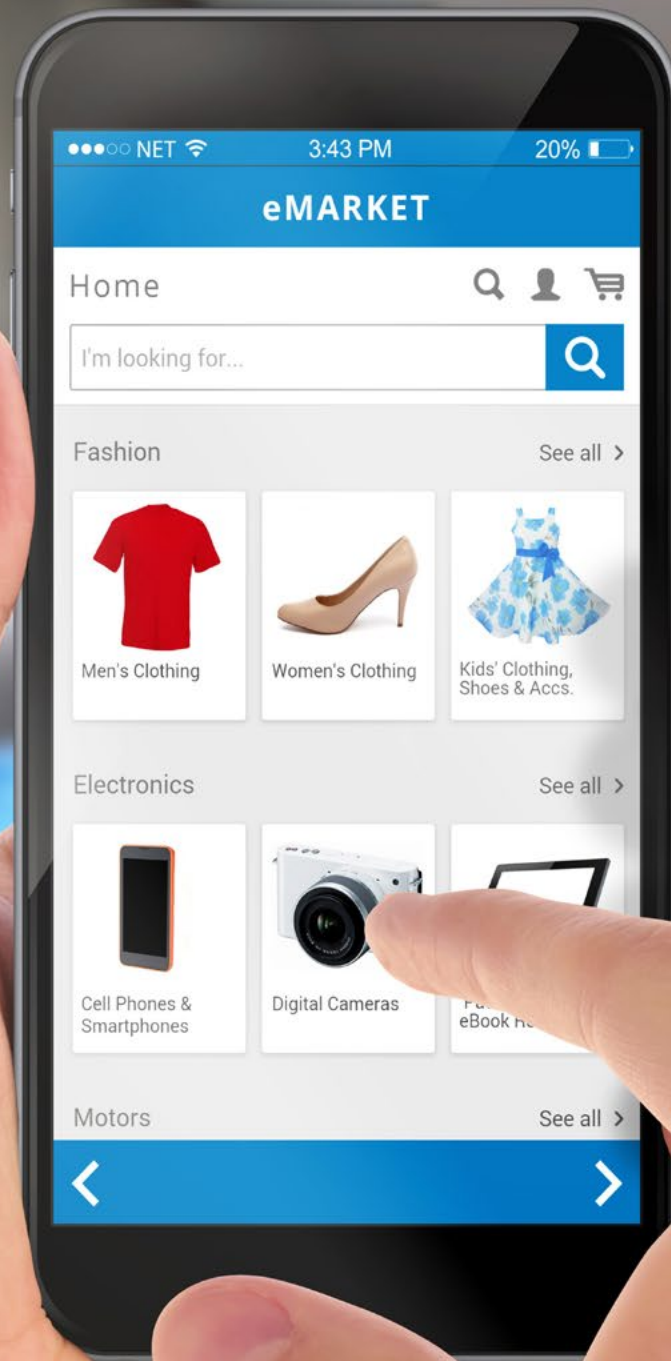 NET 3:43 PM 20%
eMARKET
Home
I'm looking for...
Fashion See all >
Men's Clothing Women's Clothing Kids' Clothing,
Shoes & Accs.
Electronics See all >
Cell Phones & Digital Cameras
Smartphones eBook
Motors See all >